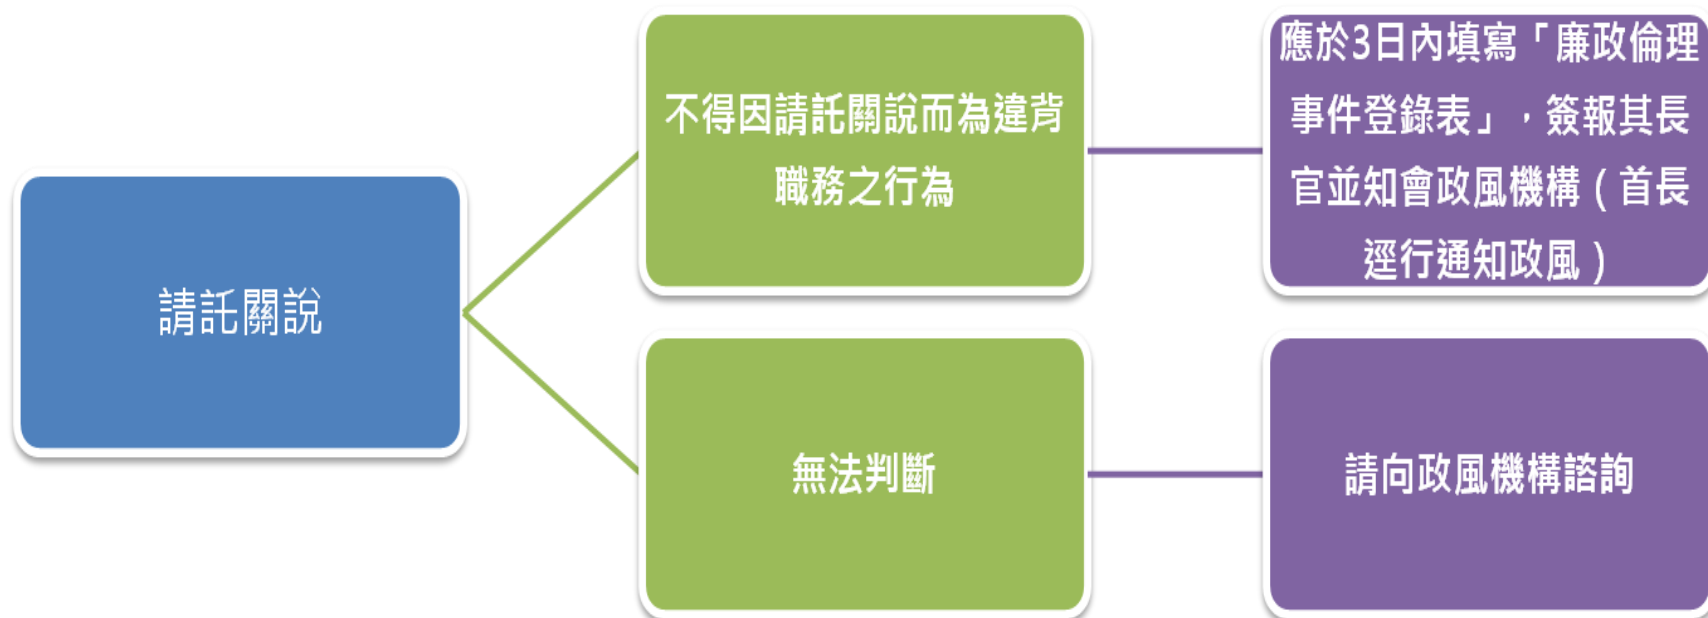 請託關說
不得因請託關說而為違背
職務之行為
應於3日內填寫「廉政倫理
事件登錄表」，簽報其長
官並知會政風機構（首長
逕行通知政風）
無法判斷
請向政風機構諮詢